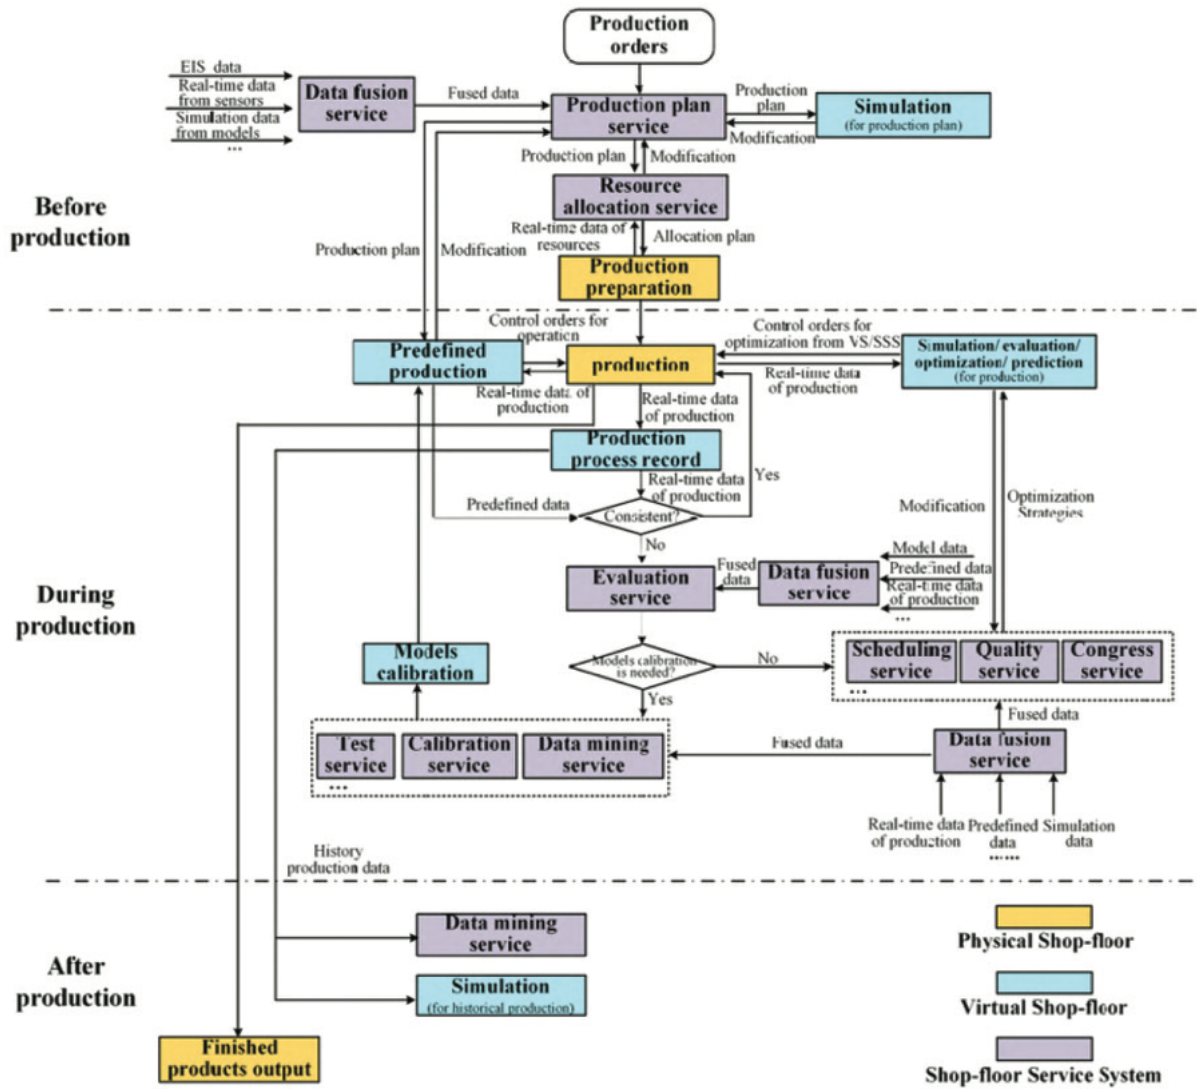 Production
orders
EIS data
Real-time data
from sensors
Simulation data
from models
...
Data fusion
service
Fused data
Production plan
service
Production
plan
Modification
Simulation
(for production plan)
Production plan
Modification
Resource
allocation service
Before
production
Real-time data of
resources
Allocation plan
Production plan
Modification
Production
preparation
Control orders for
operation
Control orders for
optimization from VS/SSS
Predefined
production
production
Simulation/ evaluation/
optimization/ prediction
(for production)
Real-time data of
production
Real-time data
of production
Real-time data
of production
Production
process record
Real-time data
of production
Yes
Predefined data
Consistent?
Modification
Optimization
Strategies
No
During
production
Evaluation
service
Fused
data
Data fusion
service
Model data
Predefined data
Real-time data
of production
...
Models
calibration
Models calibration
is needed?
No
Yes
Scheduling
service
Quality
service
Congress
service
...
Fused data
Test
service
Calibration
service
Data mining
service
...
Fused data
Data fusion
service
Real-time data
of production
Predefined
data
Simulation
data
......
History
production data
After
production
Data mining
service
Simulation
(for historical production)
Finished
products output
Physical Shop-floor
Virtual Shop-floor
Shop-floor Service System